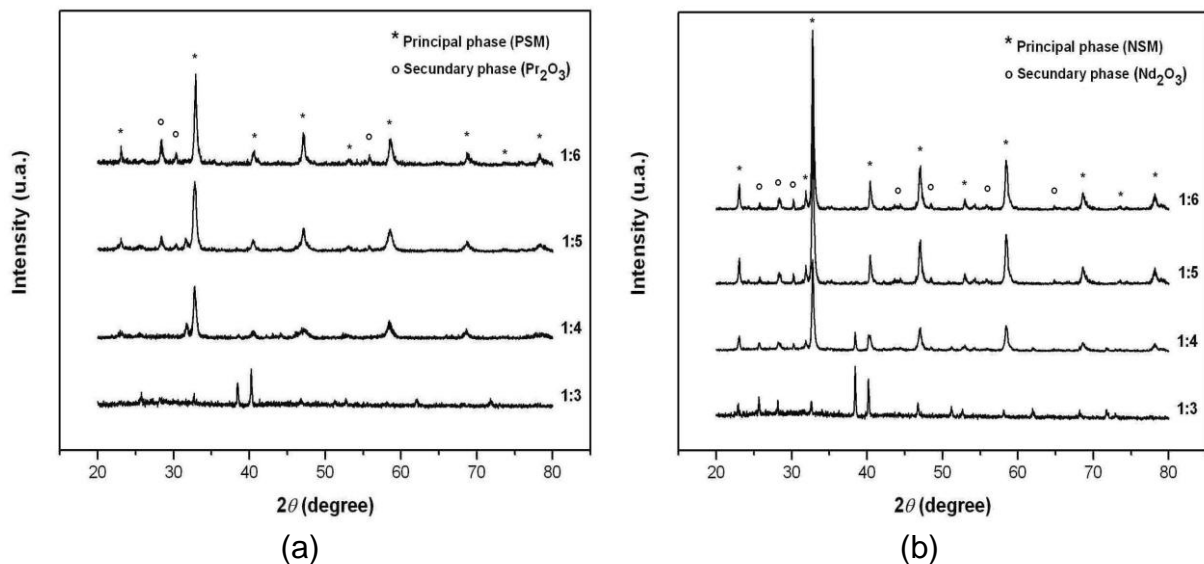 * Principal phase (PSM)
o Secundary phase (Pr2O3)
1:6
1:5
1:4
1:3
Intensity (u.a.)
20 30 40 50 60 70 80
2θ (degree)
(a)
* Principal phase (NSM)
o Secundary phase (Nd2O3)
1:6
1:5
1:4
1:3
Intensity (u.a.)
20 30 40 50 60 70 80
2θ (degree)
(b)